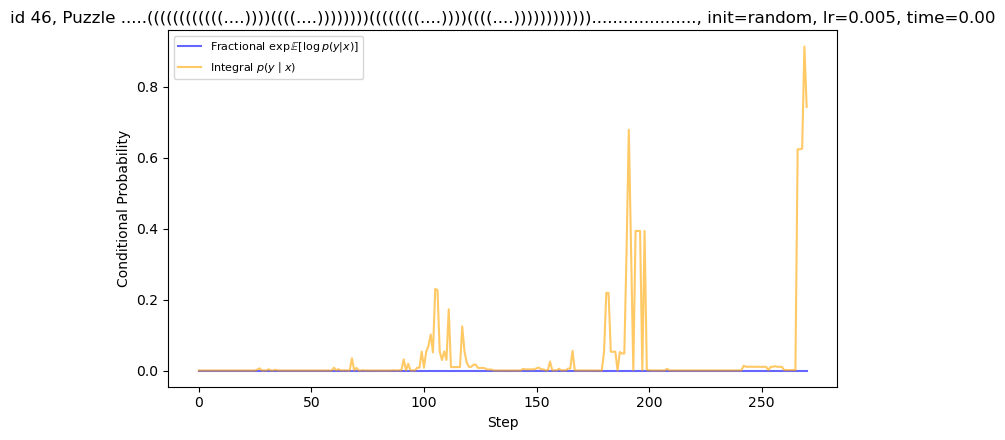 id 46, Puzzle .....((((((((((((....))))((((....))))))))((((((((....))))((((....))))))))))))...................., init=random, lr=0.005, time=0.00
Fractional exp𝔼[log p(y|x)]
Integral p(y | x)
Conditional Probability
0.8
0.6
0.4
0.2
0.0
0 50 100 150 200 250
Step